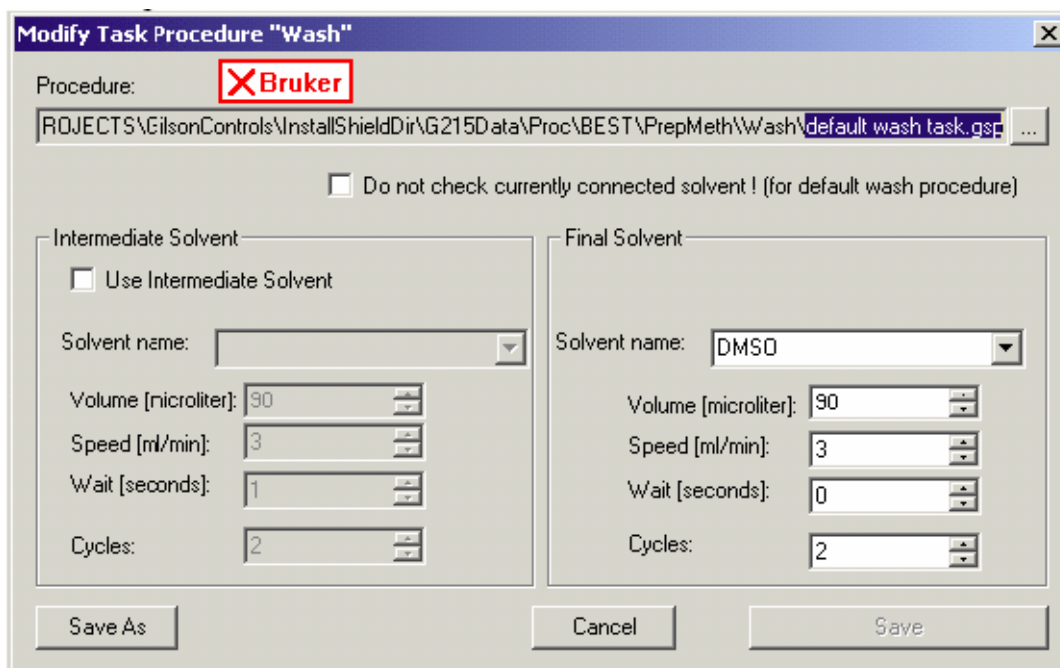 Modify Task Procedure "Wash"
Procedure:
Bruker
ROJECTS\GilsonControls\InstallShieldDir\G215Data\Proc\BEST\PrepMeth\Wash\default wash task.gsp
...
Do not check currently connected solvent ! (for default wash procedure)
Intermediate Solvent
Use Intermediate Solvent
Solvent name:
Volume [microliter]: 90
Speed [ml/min]: 3
Wait [seconds]: 1
Cycles: 2
Final Solvent
Solvent name: DMSO
Volume [microliter]: 90
Speed [ml/min]: 3
Wait [seconds]: 0
Cycles: 2
Save As
Cancel
Save